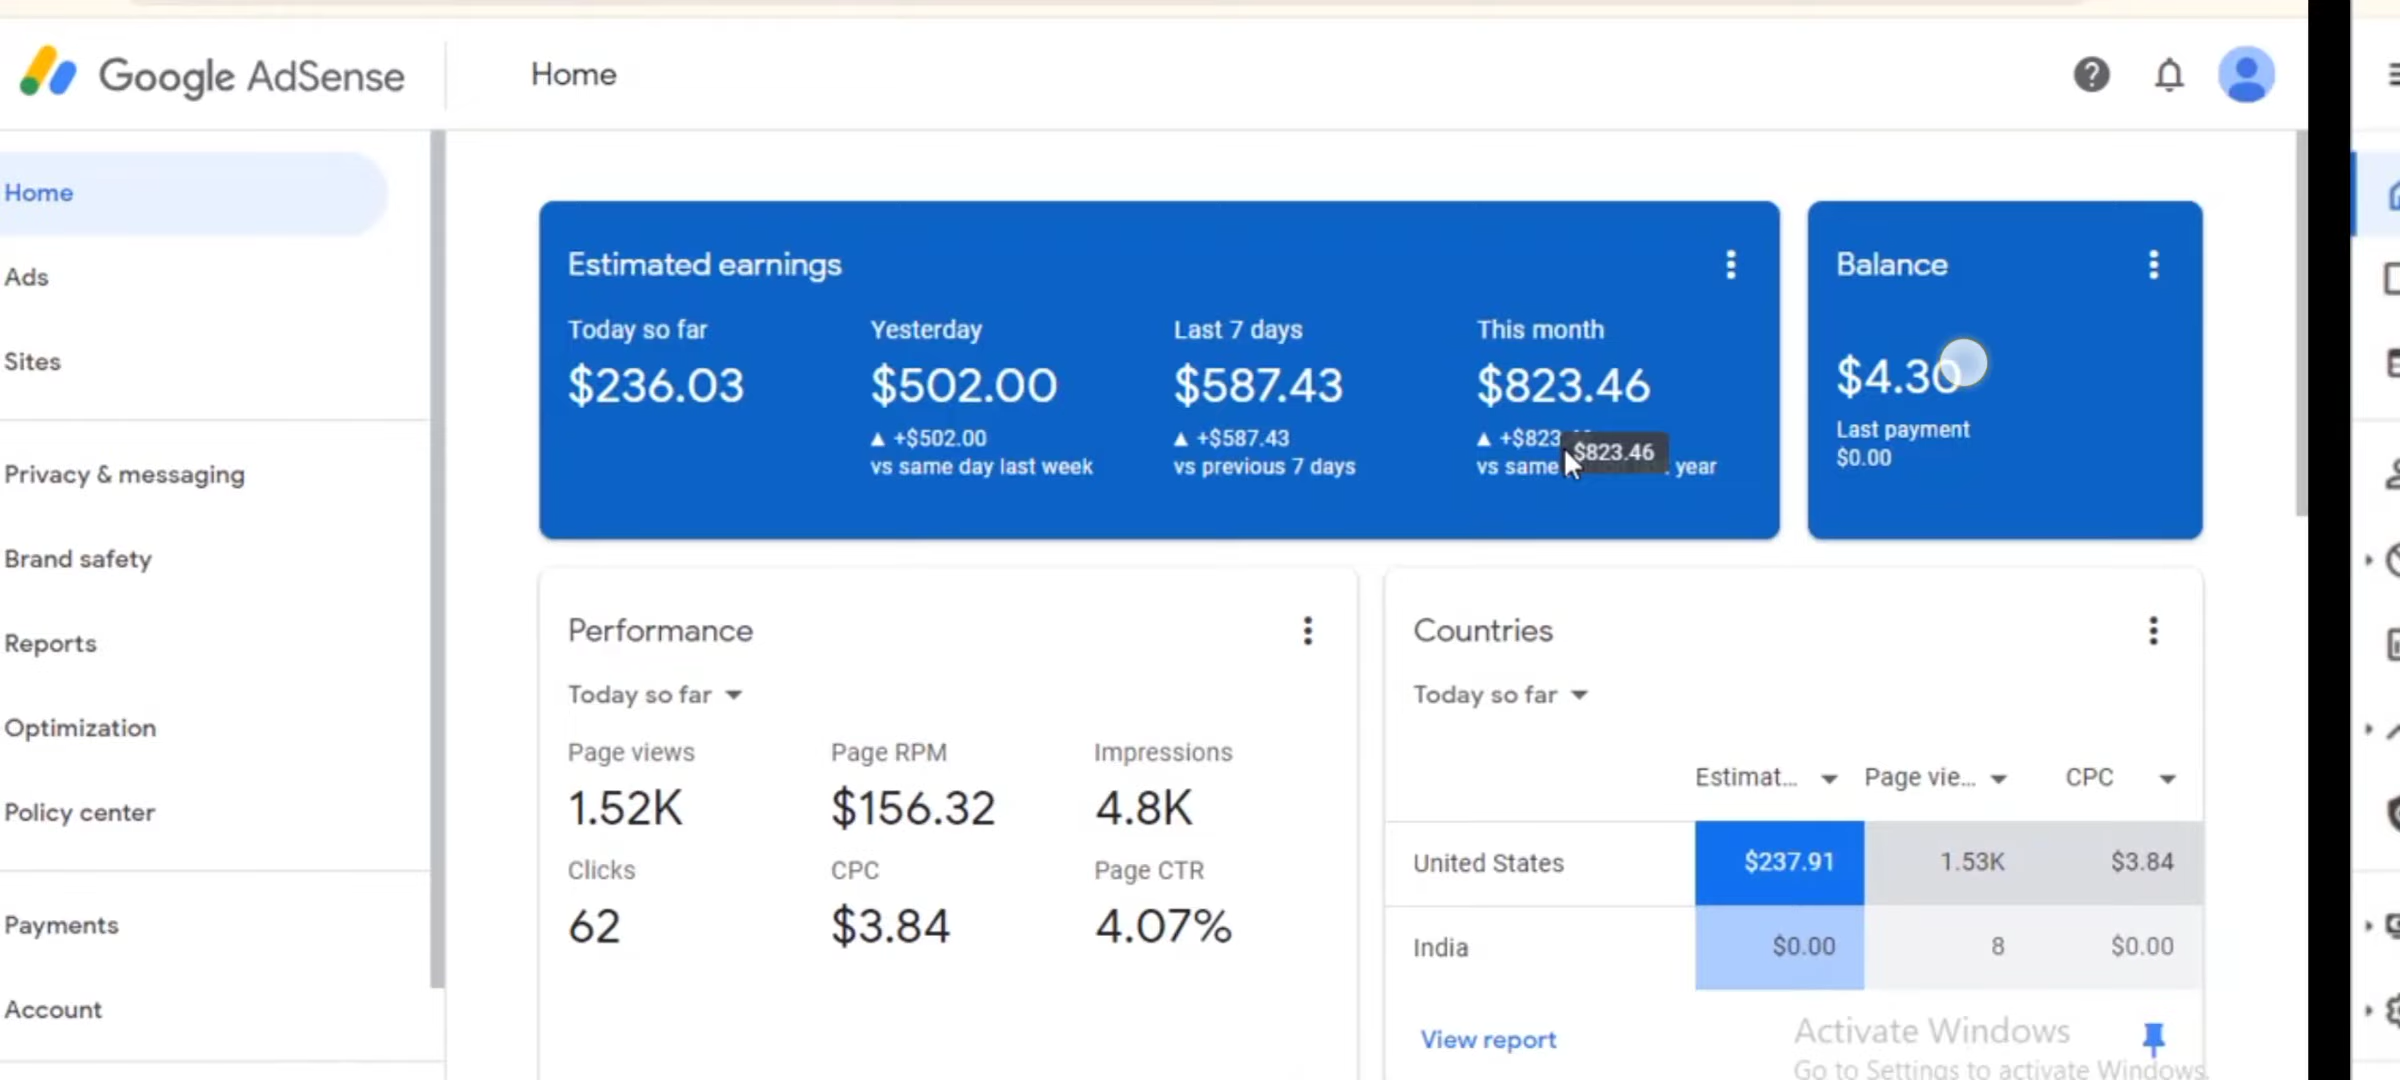 Google AdSense
Home
Home
Ads
Sites
Privacy & messaging
Brand safety
Reports
Optimization
Policy center
Payments
Account
Estimated earnings
Today so far
$236.03
Yesterday
$502.00
▲ +$502.00
vs same day last week
Last 7 days
$587.43
▲ +$587.43
vs previous 7 days
This month
$823.46
▲ +$823
$823.46
vs same year
Balance
$4.30
Last payment
$0.00
Performance
Today so far
Page views Page RPM Impressions
1.52K $156.32 4.8K
Clicks CPC Page CTR
62 $3.84 4.07%
Countries
Today so far
Estimat... Page vie... CPC
United States $237.91 1.53K $3.84
India $0.00 8 $0.00
View report
Activate Windows
Go to Settings to activate Windows.